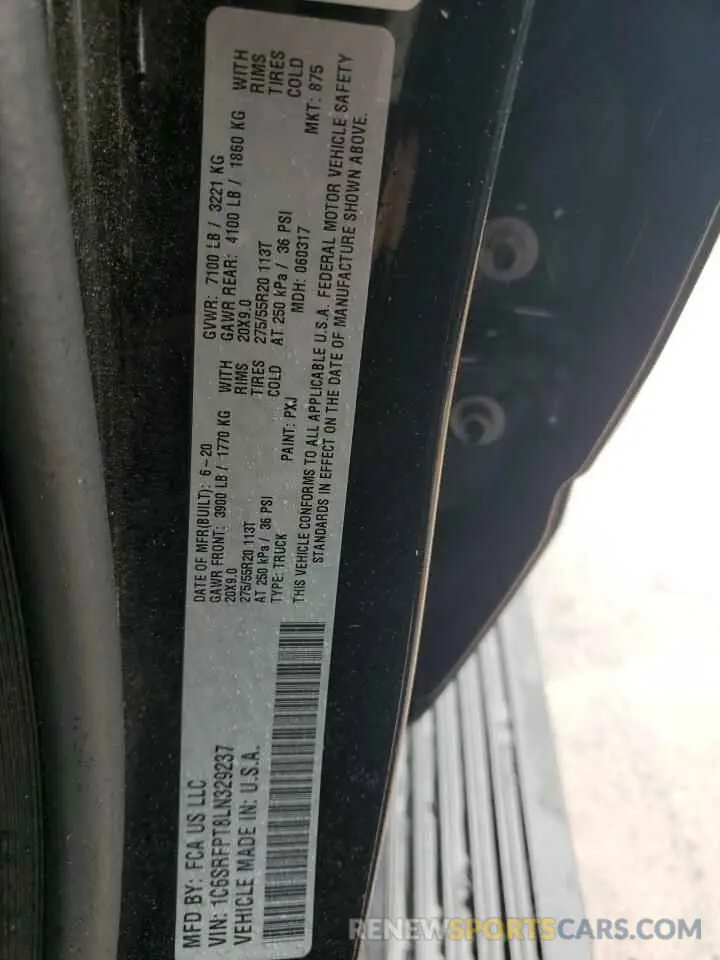 MFD BY: FCA US LLC
VIN: 1C6SRFPT8LN329237
VEHICLE MADE IN: U.S.A.
DATE OF MFR(BUILT): 6-20
GAWR FRONT: 3900 LB / 1770 KG WITH
20X9.0 RIMS
275/55R20 113T TIRES
AT 250 kPa / 36 PSI COLD
TYPE: TRUCK PAINT: PXJ
GVWR: 7100 LB / 3221 KG
GAWR REAR: 4100 LB / 1860 KG WITH
20X9.0 RIMS
275/55R20 113T TIRES
AT 250 kPa / 36 PSI COLD
MDH: 060317 MKT: 875
THIS VEHICLE CONFORMS TO ALL APPLICABLE U.S.A. FEDERAL MOTOR VEHICLE SAFETY
STANDARDS IN EFFECT ON THE DATE OF MANUFACTURE SHOWN ABOVE.
RENEWSPORTSCARS.COM